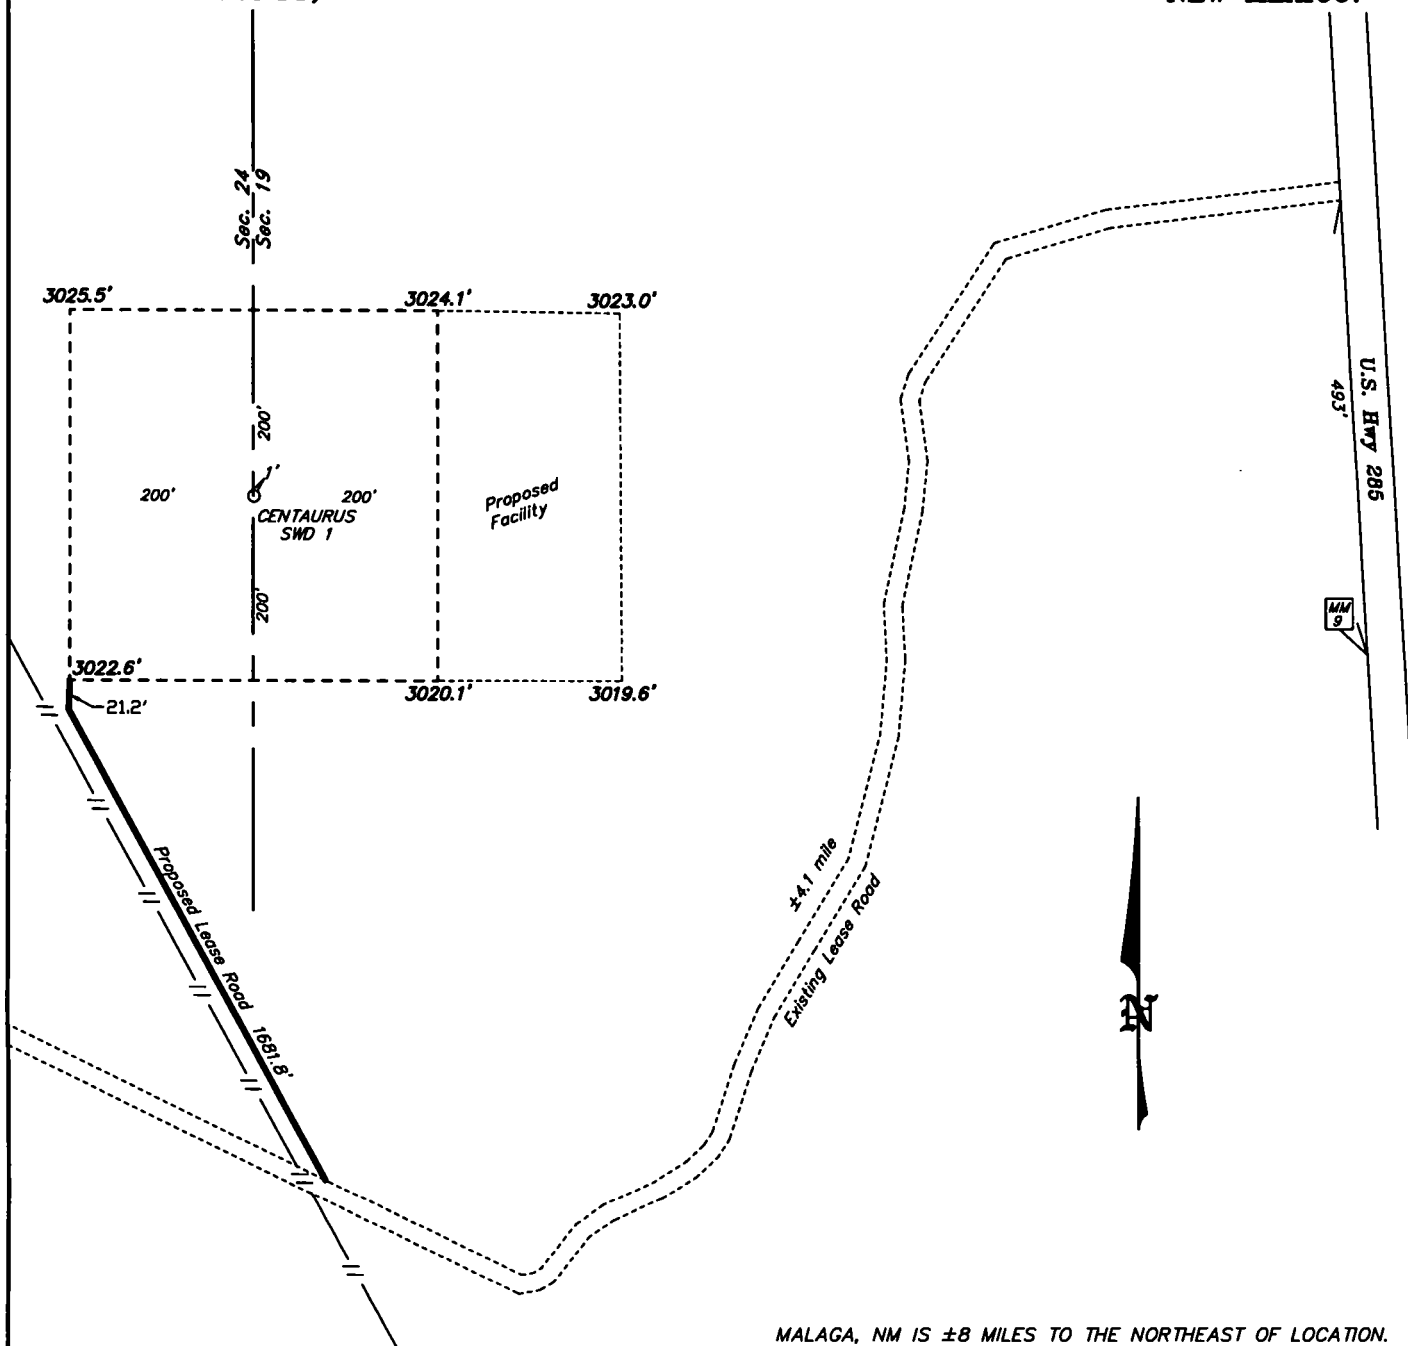 NEW MEXICO.
Sec. 24
Sec. 19
3025.5'
3024.1'
3023.0'
200'
1'
200'
200'
CENTAURUS
SWD 1
Proposed
Facility
200'
3022.6'
3020.1'
3019.6'
21.2'
U.S. Hwy 285
493'
MM
9
Proposed Lease Road 1681.8'
±4.1 mile
Existing Lease Road
N
MALAGA, NM IS ±8 MILES TO THE NORTHEAST OF LOCATION.